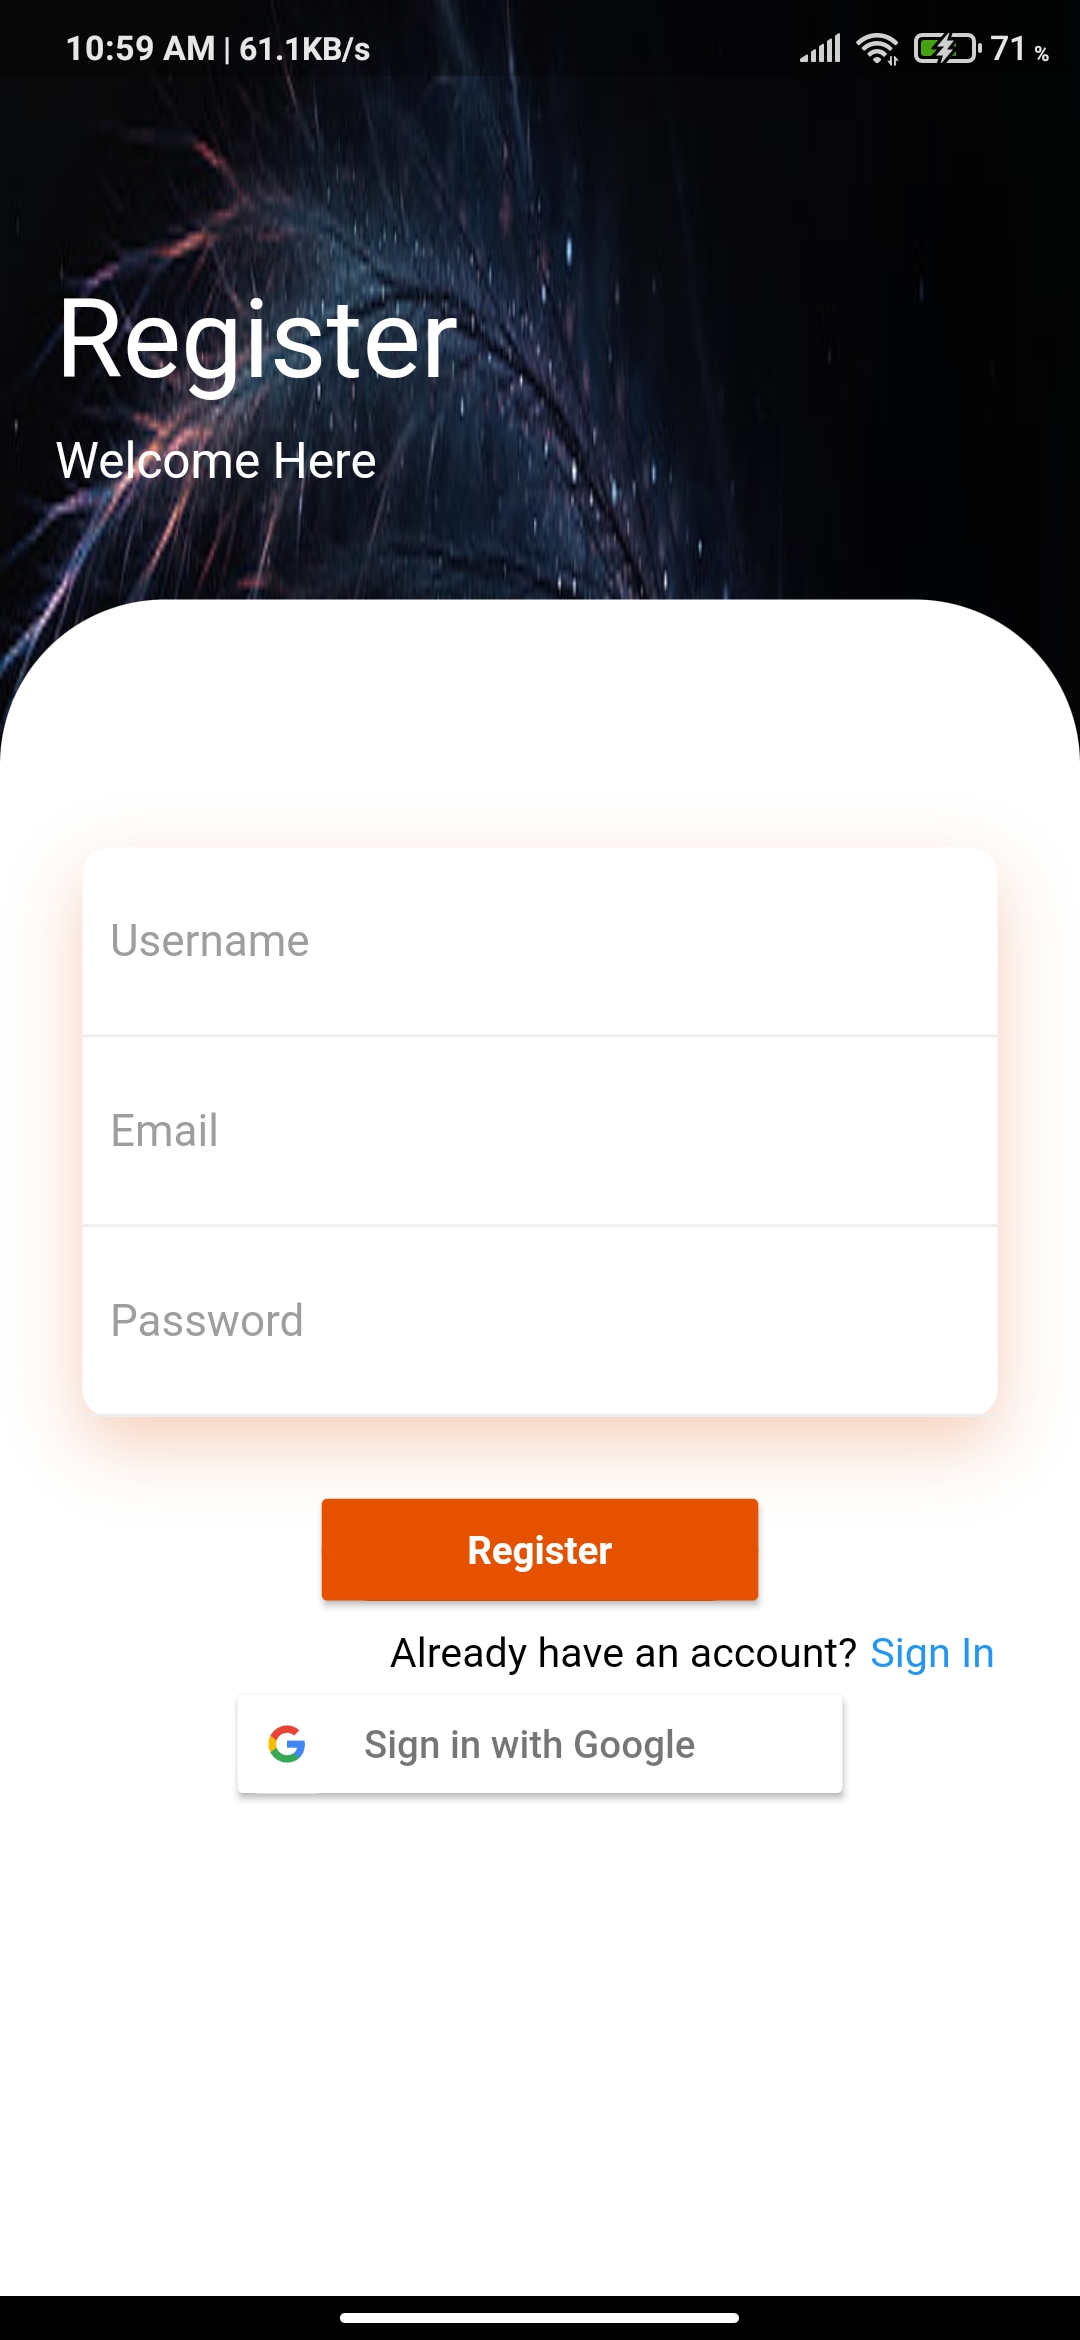 10:59 AM | 61.1KB/s 71 %
Register
Welcome Here
Username
Email
Password
Register
Already have an account? Sign In
Sign in with Google